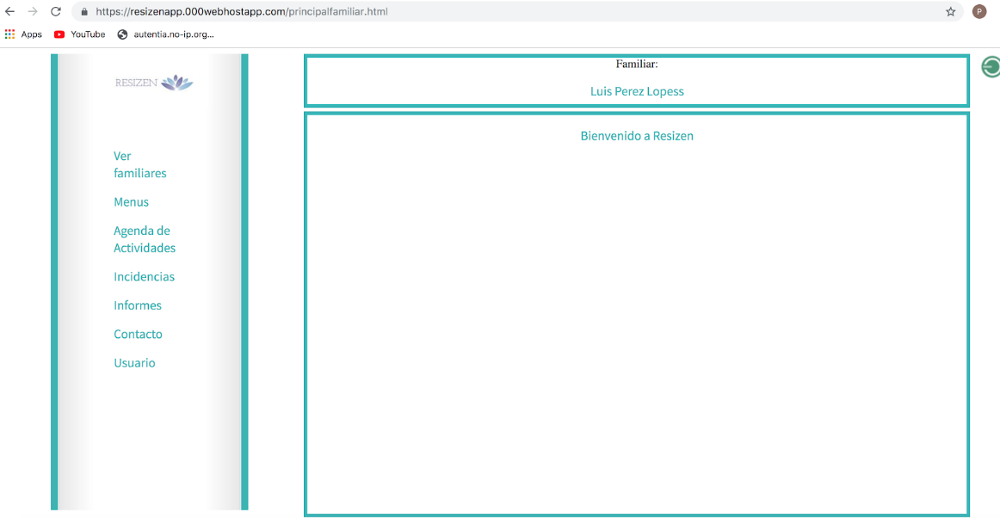 https://resizenapp.000webhostapp.com/principalfamiliar.html
P
Apps YouTube autentia.no-ip.org...
RESIZEN
Ver
familiares
Menus
Agenda de
Actividades
Incidencias
Informes
Contacto
Usuario
Familiar:
Luis Perez Lopess
Bienvenido a Resizen